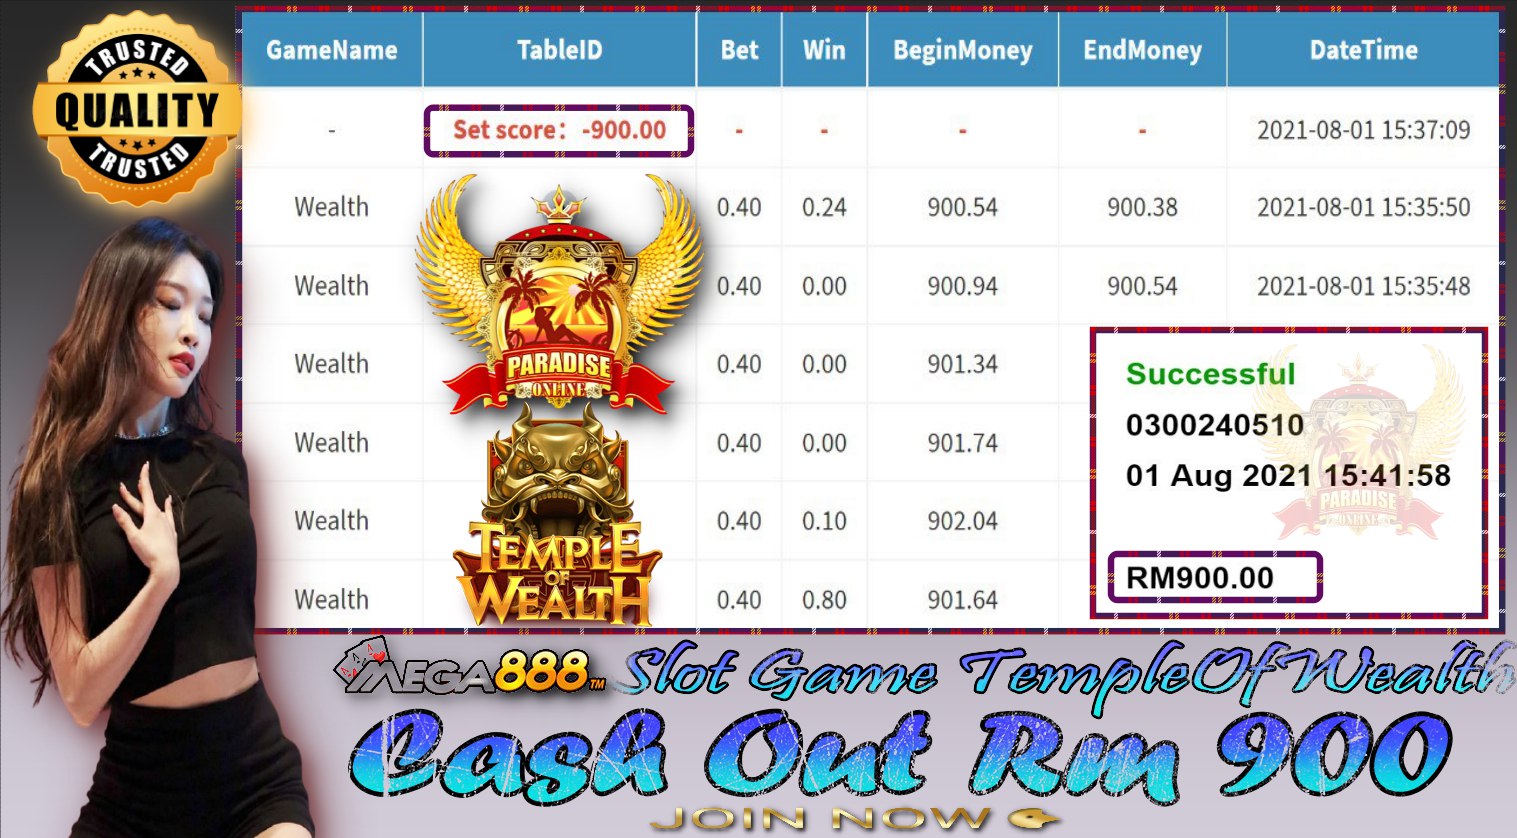 TRUSTED
QUALITY
TRUSTED
GameName TableID Bet Win BeginMoney EndMoney DateTime
- Set score: -900.00 - - - - 2021-08-01 15:37:09
Wealth 0.40 0.24 900.54 900.38 2021-08-01 15:35:50
Wealth 0.40 0.00 900.94 900.54 2021-08-01 15:35:48
Wealth 0.40 0.00 901.34
Wealth 0.40 0.00 901.74
Wealth 0.40 0.10 902.04
Wealth 0.40 0.80 901.64
PARADISE
ONLINE
TEMPLE
OF
WEALTH
Successful
0300240510
01 Aug 2021 15:41:58
PARADISE
ONLINE
RM900.00
MEGA888™ Slot Game TempleOfWealth
Cash Out Rm 900
JOIN NOW